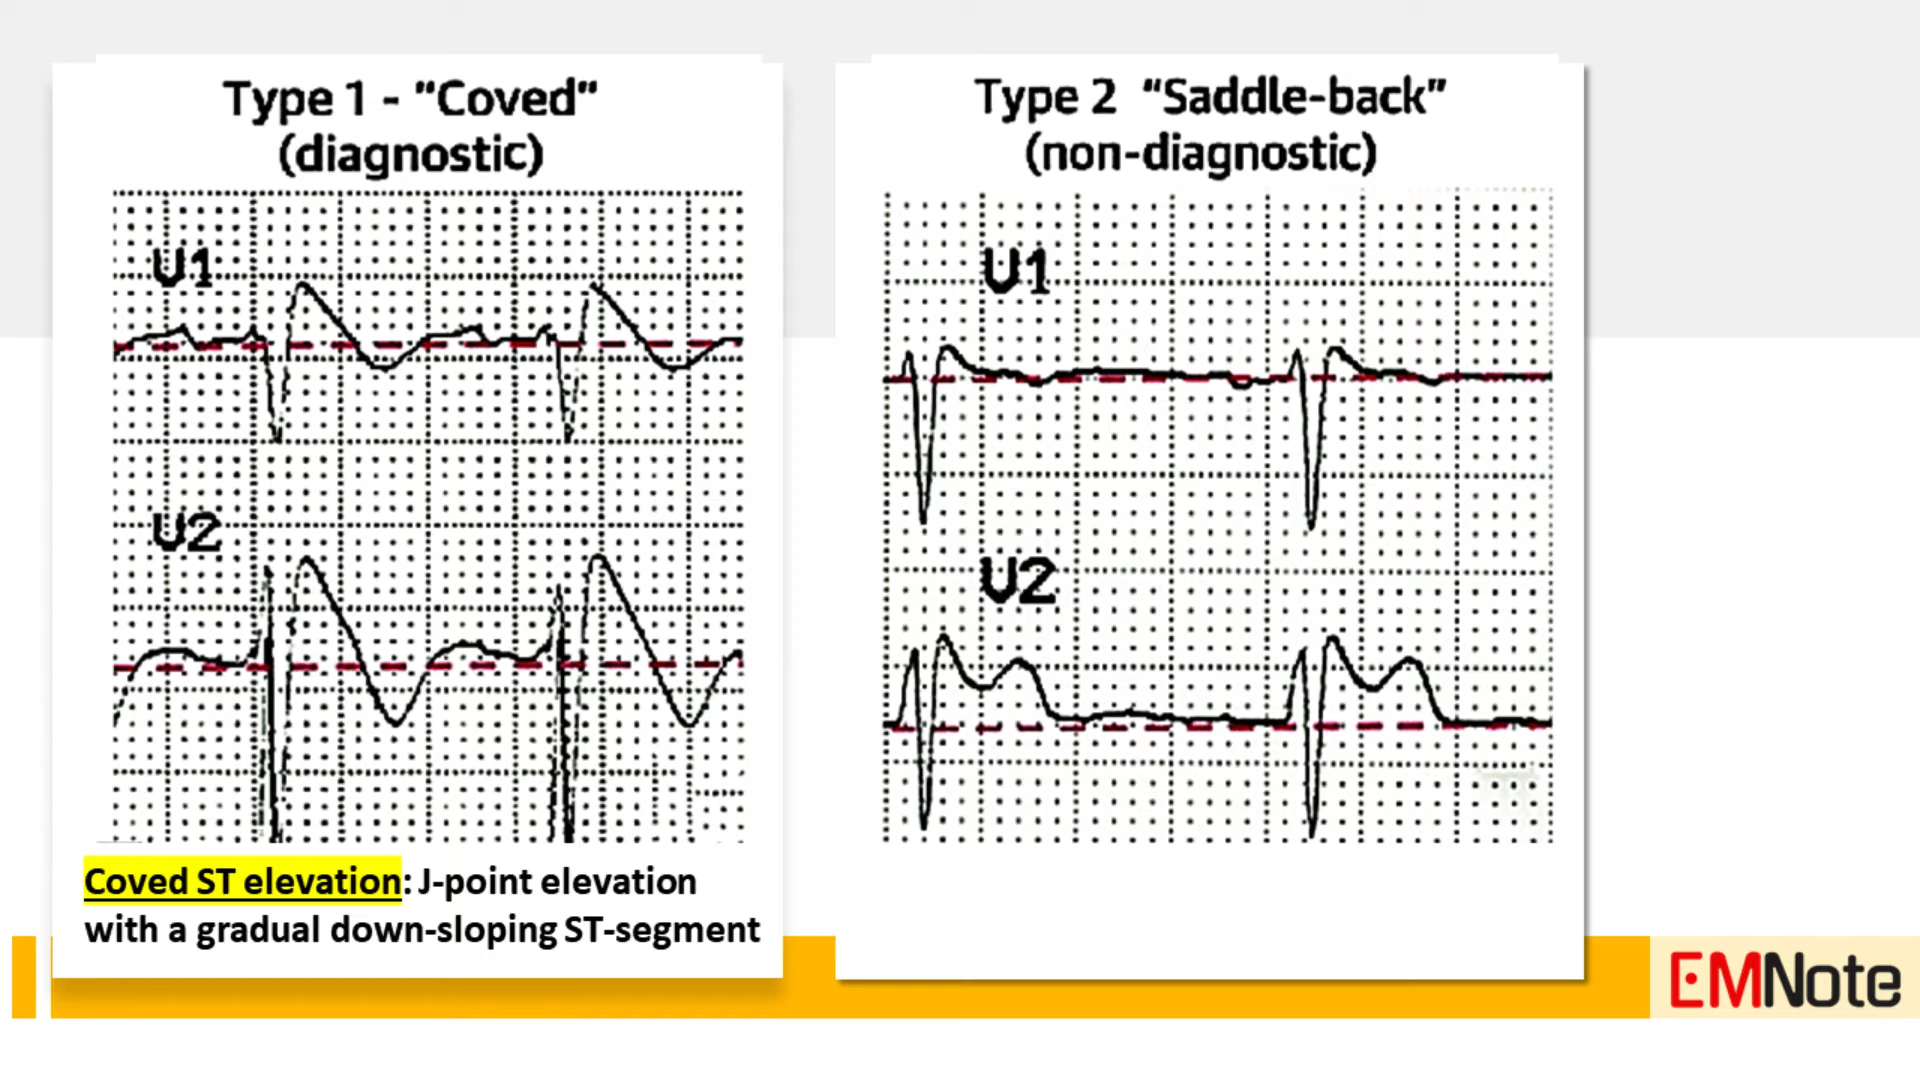 Type 1 - "Coved"
(diagnostic)
V1
V2
Coved ST elevation: J-point elevation
with a gradual down-sloping ST-segment
Type 2 "Saddle-back"
(non-diagnostic)
V1
V2
EMNote